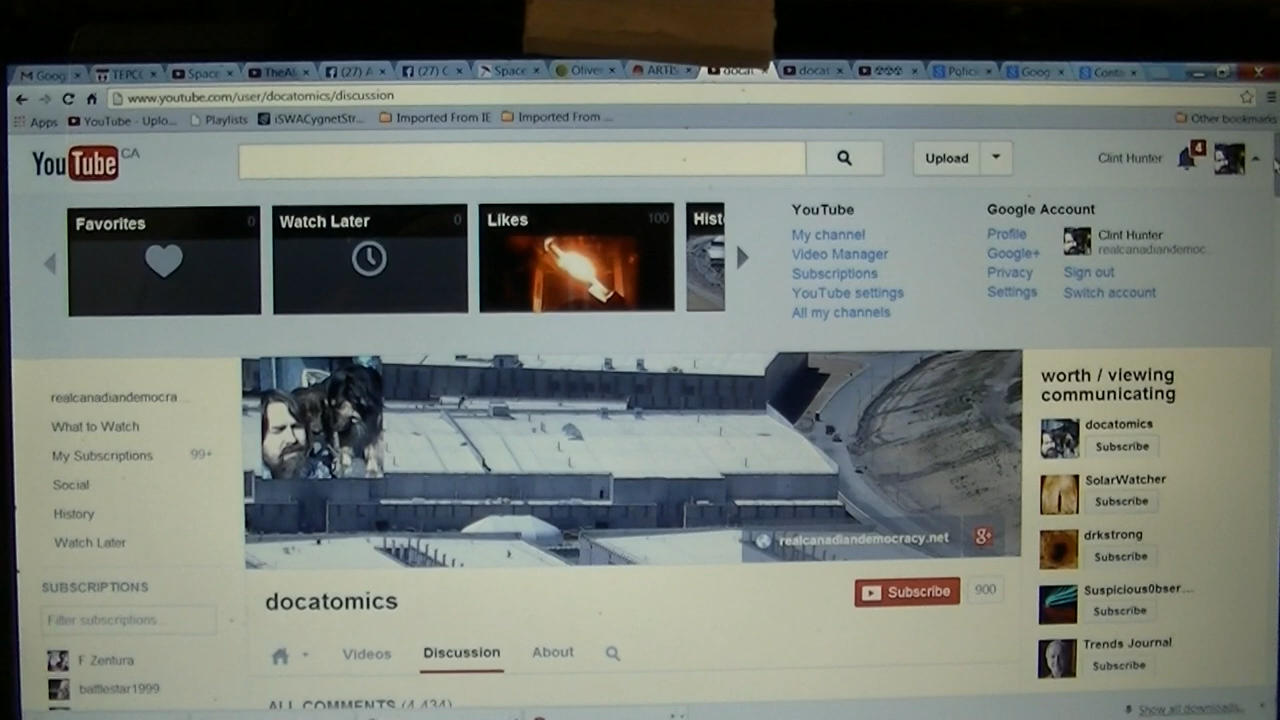 Goog TEPCO Space TheAl (27) A (27) C Space Oliver ARTIS docat docat ☢☢☢ Police Goog Conta
www.youtube.com/user/docatomics/discussion
Apps YouTube - Uplo... Playlists iSWACygnetStr... Imported From IE Imported From ... Other bookmarks
YouTube CA Upload Clint Hunter 4
Favorites 0 Watch Later 0 Likes 100 Hist
YouTube
My channel
Video Manager
Subscriptions
YouTube settings
All my channels
Google Account
Profile
Google+
Privacy
Settings
Clint Hunter
realcanadiandemoc...
Sign out
Switch account
realcanadiandemocra...
What to Watch
My Subscriptions 99+
Social
History
Watch Later
SUBSCRIPTIONS
Filter subscriptions...
F Zentura
battlestar1999
realcanadiandemocracy.net g+
docatomics
Subscribe 900
Videos Discussion About
ALL COMMENTS (4,434)
worth / viewing
communicating
docatomics
Subscribe
SolarWatcher
Subscribe
drkstrong
Subscribe
Suspicious0bser...
Subscribe
Trends Journal
Subscribe
Show all downloads...